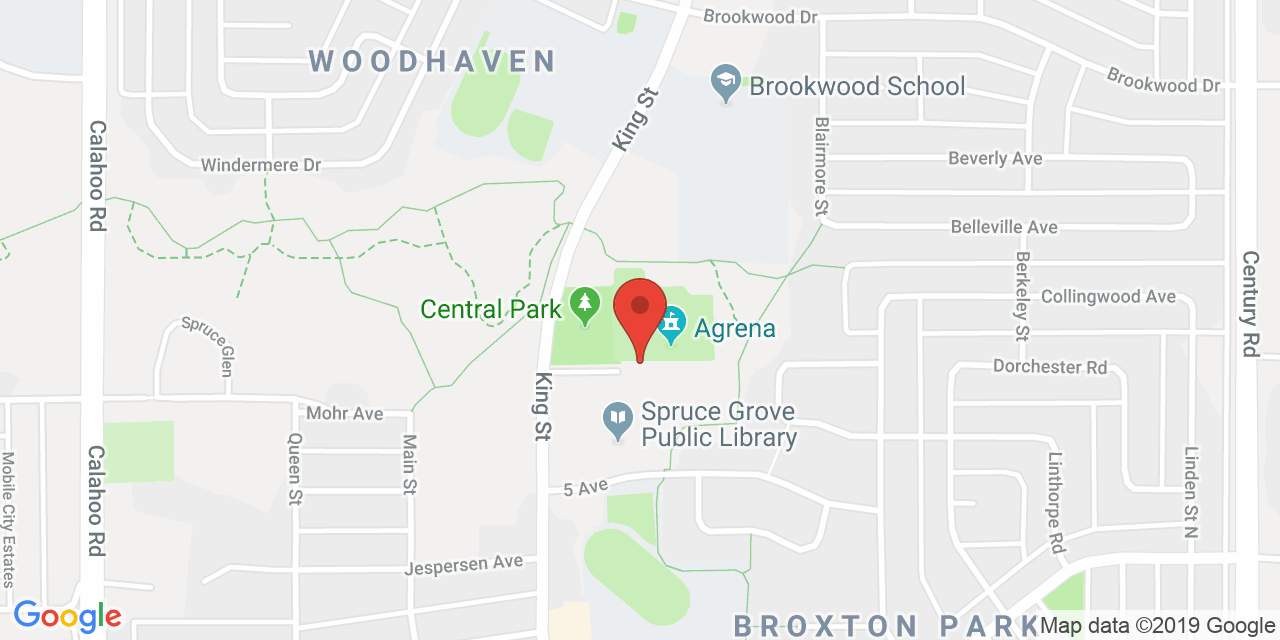 Brookwood Dr
WOODHAVEN
Brookwood School
Brookwood Dr
King St
Calahoo Rd
Blairmore St
Windermere Dr
Beverly Ave
Belleville Ave
Berkeley St
Century Rd
Collingwood Ave
Central Park
Agrena
Spruce Glen
Dorchester Rd
King St
Mohr Ave
Spruce Grove
Public Library
Queen St
Main St
Calahoo Rd
Mobile City Estates
5 Ave
Linthorpe Rd
Linden St N
Jespersen Ave
Google
BROXTON PARK
Map data ©2019 Google